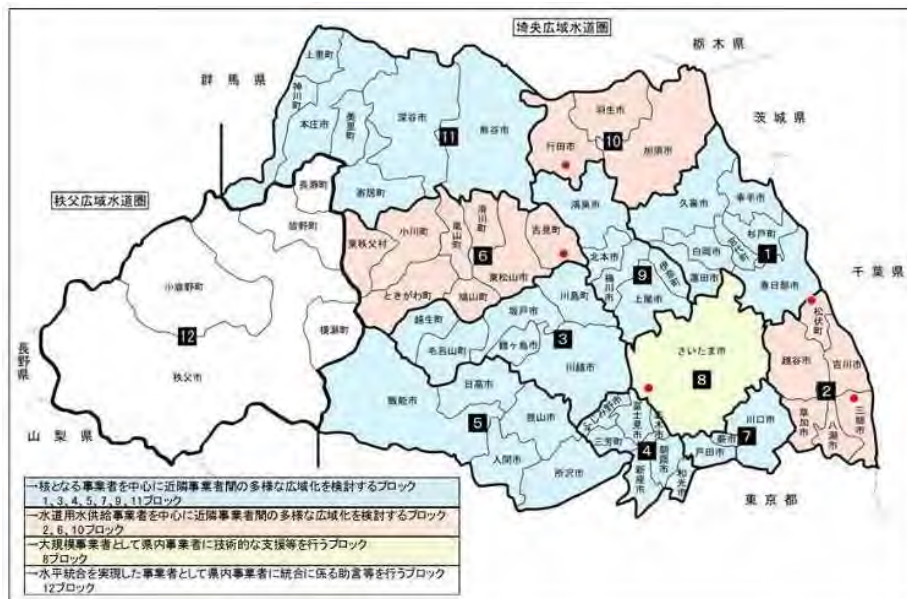 埼央広域水道圏
栃木県
群馬県
茨城県
上里町
神川町
本庄市
美里町
深谷市
11
熊谷市
寄居町
羽生市
行田市
10
加須市
秩父広域水道圏
長瀞町
皆野町
小鹿野町
12
秩父市
横瀬町
長野県
山梨県
東秩父村
小川町
嵐山町
滑川町
6
吉見町
東松山市
ときがわ町
鳩山町
鴻巣市
北本市
桶川市
9
上尾市
久喜市
幸手市
杉戸町
1
白岡市
蓮田市
春日部市
千葉県
越生町
毛呂山町
坂戸市
鶴ヶ島市
川島町
3
川越市
さいたま市
8
松伏町
越谷市
吉川市
2
草加市
八潮市
三郷市
飯能市
日高市
5
狭山市
入間市
所沢市
ふじみ野市
富士見市
三芳町
4
志木市
朝霞市
新座市
和光市
川口市
7
蕨市
戸田市
東京都
→核となる事業者を中心に近隣事業者間の多様な広域化を検討するブロック
1、3、4、5、7、9、11ブロック
→水道用水供給事業者を中心に近隣事業者間の多様な広域化を検討するブロック
2、6、10ブロック
→大規模事業者として県内事業者に技術的な支援等を行うブロック
8ブロック
→水平統合を実現した事業者として県内事業者に統合に係る助言等を行うブロック
12ブロック